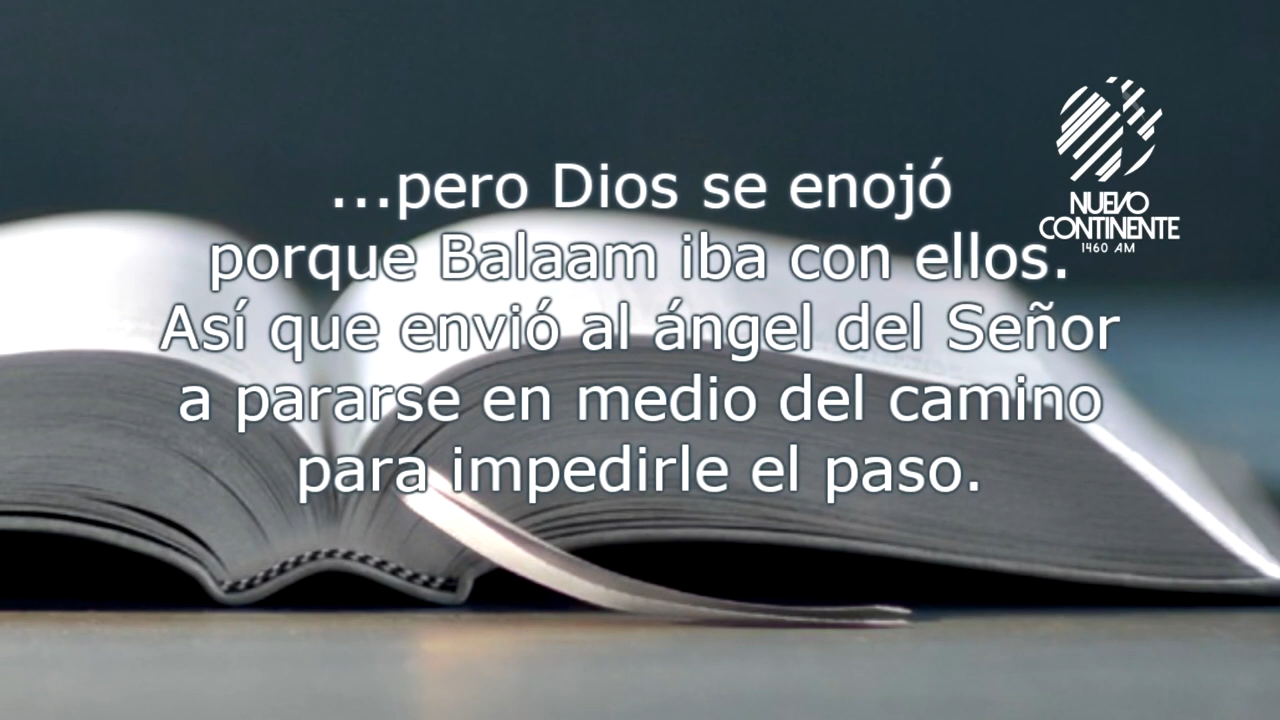 ...pero Dios se enojó
porque Balaam iba con ellos.
Así que envió al ángel del Señor
a pararse en medio del camino
para impedirle el paso.
NUEVO
CONTINENTE
1460 AM